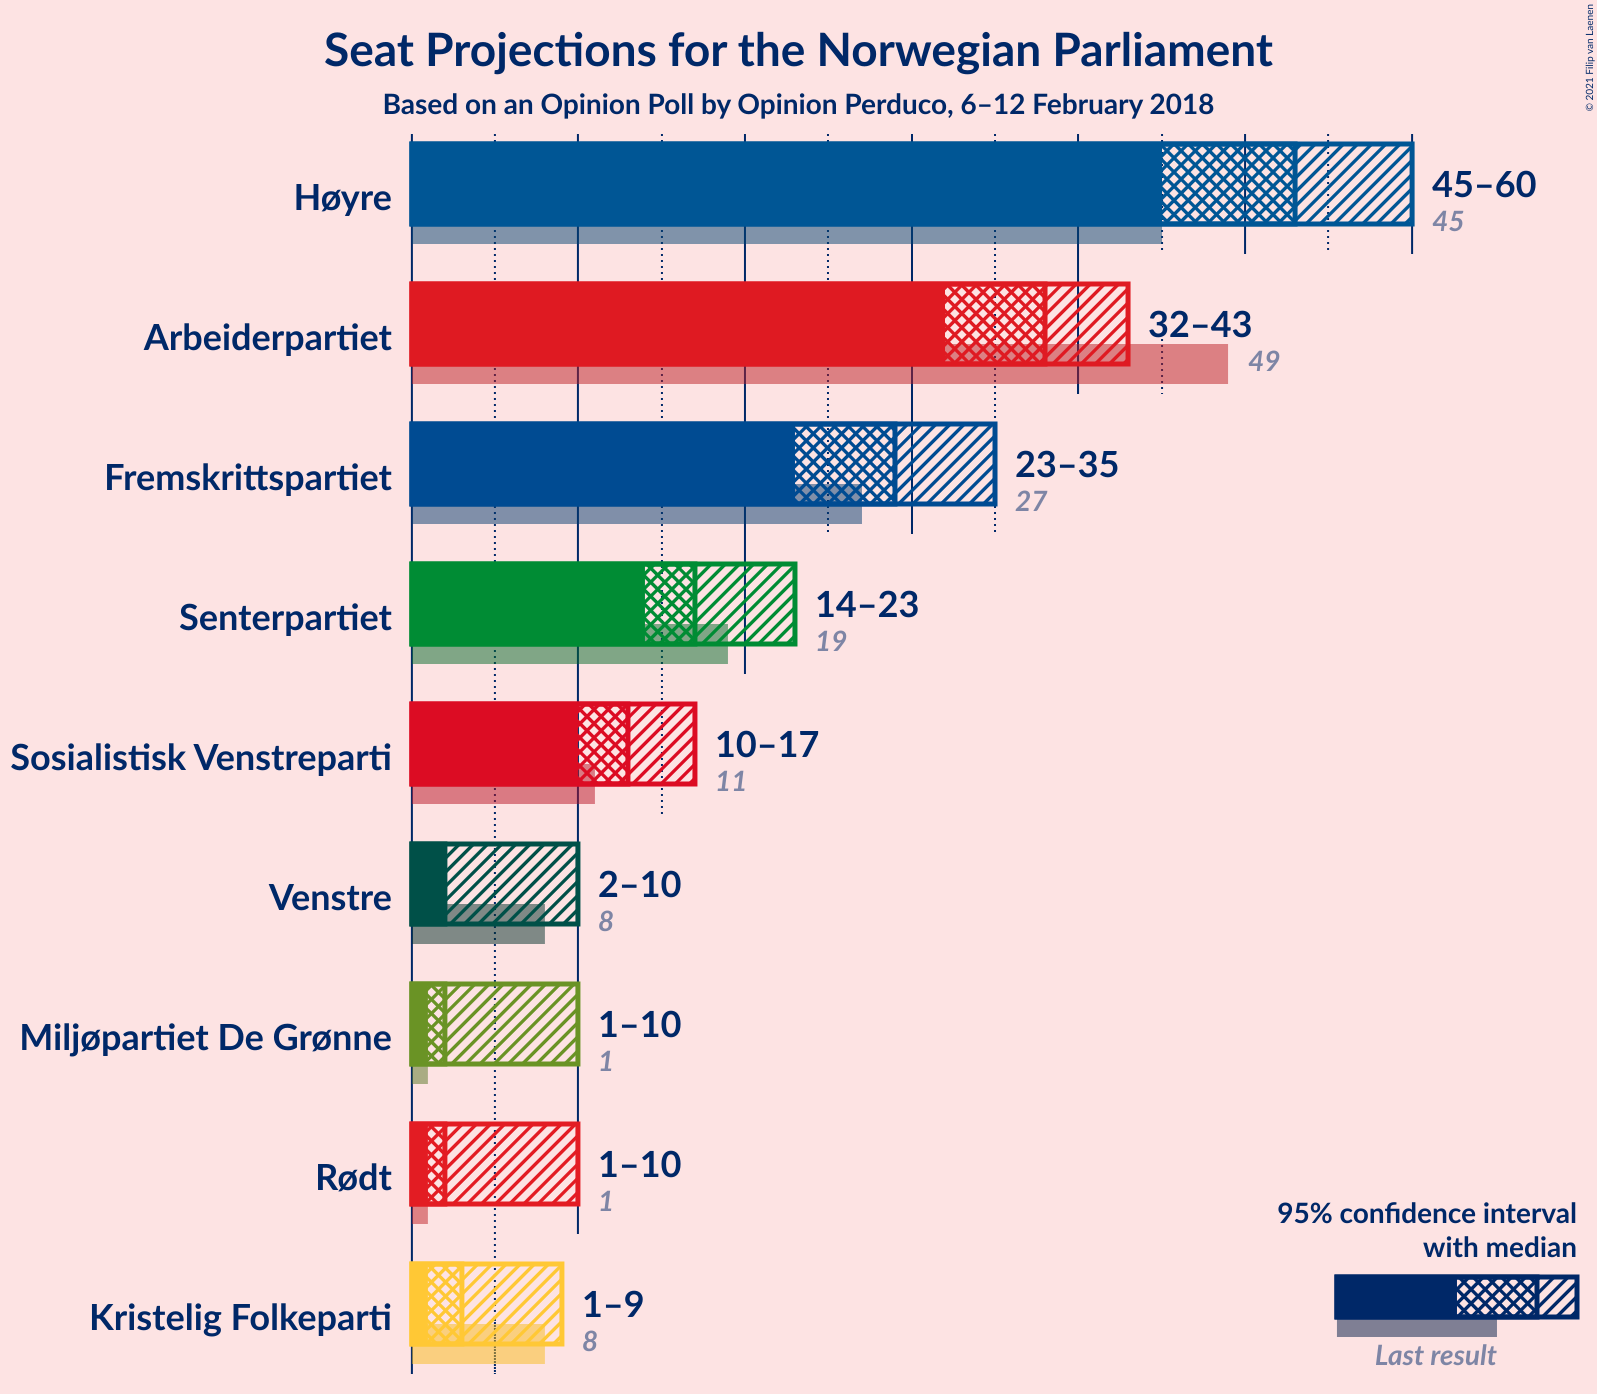 Seat Projections for the Norwegian Parliament
Based on an Opinion Poll by Opinion Perduco, 6–12 February 2018
© 2021 Filip van Laenen
Høyre
45–60
45
Arbeiderpartiet
32–43
49
Fremskrittspartiet
23–35
27
Senterpartiet
14–23
19
Sosialistisk Venstreparti
10–17
11
Venstre
2–10
8
Miljøpartiet De Grønne
1–10
1
Rødt
1–10
1
Kristelig Folkeparti
1–9
8
95% confidence interval
with median
Last result